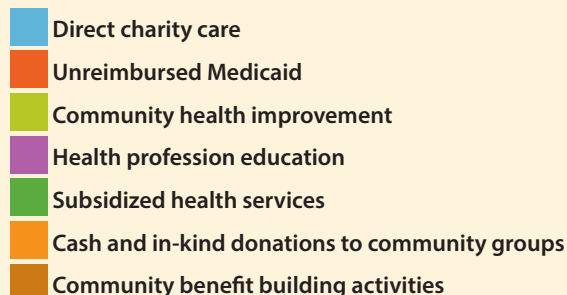 Direct charity care
Unreimbursed Medicaid
Community health improvement
Health profession education
Subsidized health services
Cash and in-kind donations to community groups
Community benefit building activities